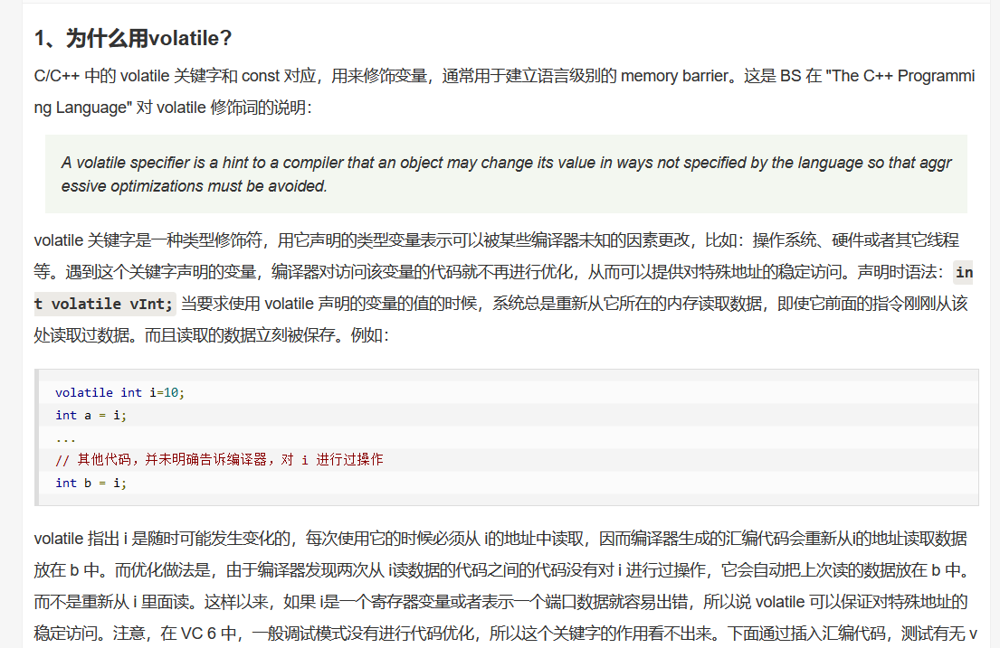 1、为什么用volatile?
C/C++ 中的 volatile 关键字和 const 对应，用来修饰变量，通常用于建立语言级别的 memory barrier。这是 BS 在 "The C++ Programmi
ng Language" 对 volatile 修饰词的说明：
A volatile specifier is a hint to a compiler that an object may change its value in ways not specified by the language so that aggr
essive optimizations must be avoided.
volatile 关键字是一种类型修饰符，用它声明的类型变量表示可以被某些编译器未知的因素更改，比如：操作系统、硬件或者其它线程
等。遇到这个关键字声明的变量，编译器对访问该变量的代码就不再进行优化，从而可以提供对特殊地址的稳定访问。声明时语法：in
t volatile vInt; 当要求使用 volatile 声明的变量的值的时候，系统总是重新从它所在的内存读取数据，即使它前面的指令刚刚从该
处读取过数据。而且读取的数据立刻被保存。例如：
volatile int i=10;
int a = i;
...
// 其他代码，并未明确告诉编译器，对 i 进行过操作
int b = i;
volatile 指出 i 是随时可能发生变化的，每次使用它的时候必须从 i的地址中读取，因而编译器生成的汇编代码会重新从i的地址读取数据
放在 b 中。而优化做法是，由于编译器发现两次从 i读数据的代码之间的代码没有对 i 进行过操作，它会自动把上次读的数据放在 b 中。
而不是重新从 i 里面读。这样以来，如果 i是一个寄存器变量或者表示一个端口数据就容易出错，所以说 volatile 可以保证对特殊地址的
稳定访问。注意，在 VC 6 中，一般调试模式没有进行代码优化，所以这个关键字的作用看不出来。下面通过插入汇编代码，测试有无 v